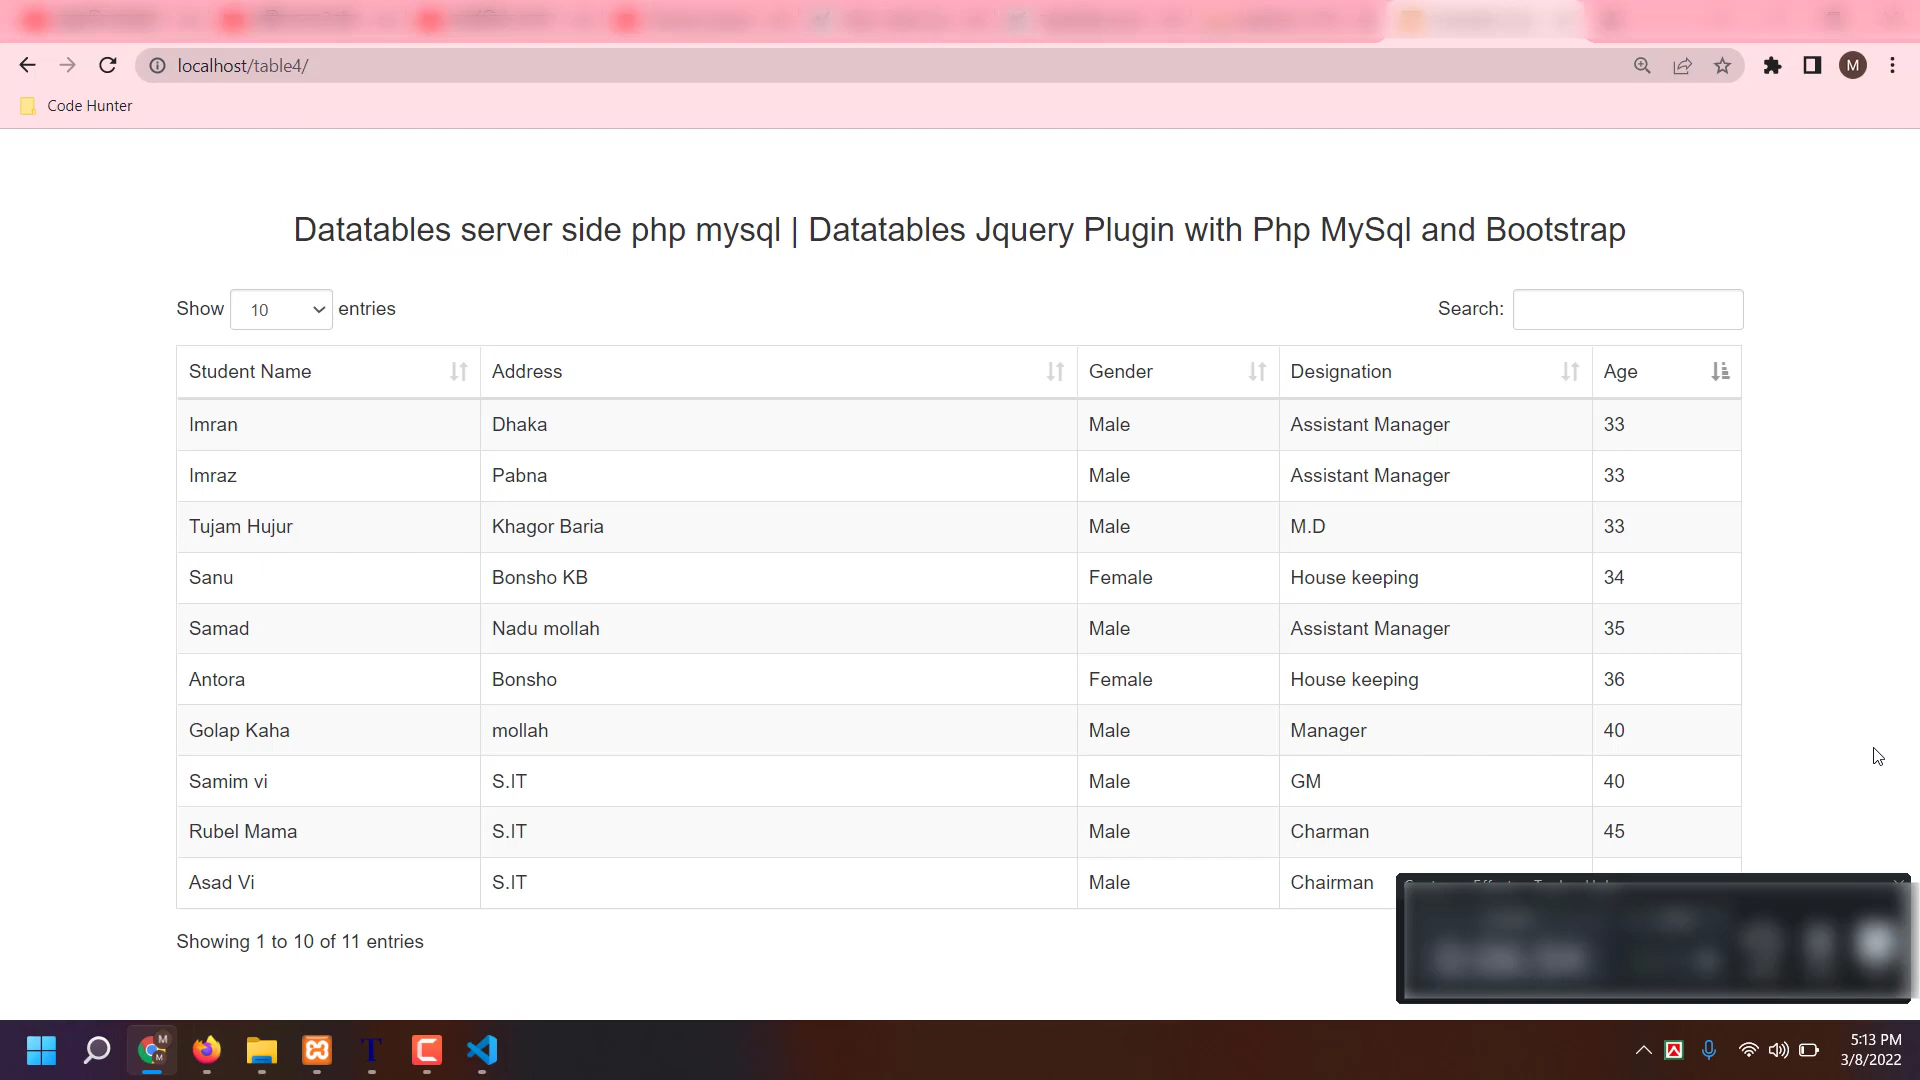 localhost/table4/
M
Code Hunter
Datatables server side php mysql | Datatables Jquery Plugin with Php MySql and Bootstrap
Show 10 entries
Search:
Student Name Address Gender Designation Age
Imran Dhaka Male Assistant Manager 33
Imraz Pabna Male Assistant Manager 33
Tujam Hujur Khagor Baria Male M.D 33
Sanu Bonsho KB Female House keeping 34
Samad Nadu mollah Male Assistant Manager 35
Antora Bonsho Female House keeping 36
Golap Kaha mollah Male Manager 40
Samim vi S.IT Male GM 40
Rubel Mama S.IT Male Charman 45
Asad Vi S.IT Male Chairman
Showing 1 to 10 of 11 entries
M
M
T
5:13 PM
3/8/2022